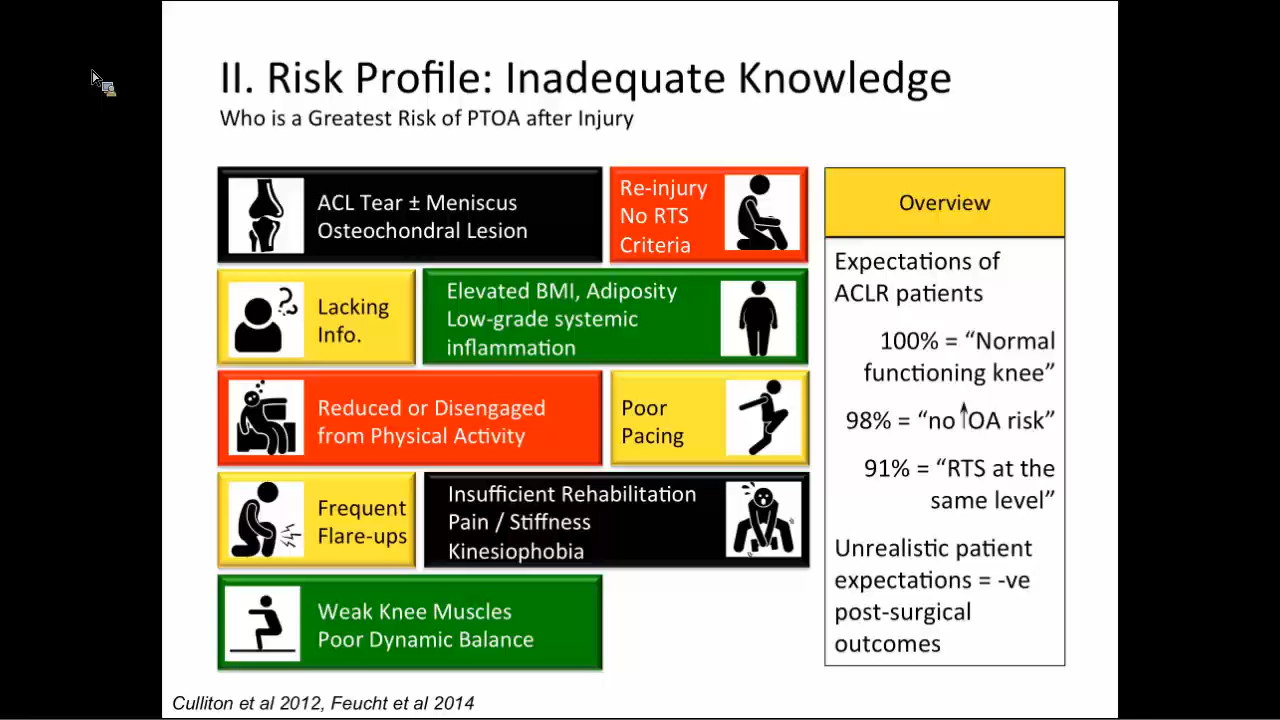 II. Risk Profile: Inadequate Knowledge
Who is a Greatest Risk of PTOA after Injury
ACL Tear ± Meniscus
Osteochondral Lesion
Re-injury
No RTS
Criteria
Lacking
Info.
Elevated BMI, Adiposity
Low-grade systemic
inflammation
Reduced or Disengaged
from Physical Activity
Poor
Pacing
Frequent
Flare-ups
Insufficient Rehabilitation
Pain / Stiffness
Kinesiophobia
Weak Knee Muscles
Poor Dynamic Balance
Overview
Expectations of
ACLR patients
100% = “Normal
functioning knee”
98% = “no ↑OA risk”
91% = “RTS at the
same level”
Unrealistic patient
expectations = -ve
post-surgical
outcomes
Culliton et al 2012, Feucht et al 2014